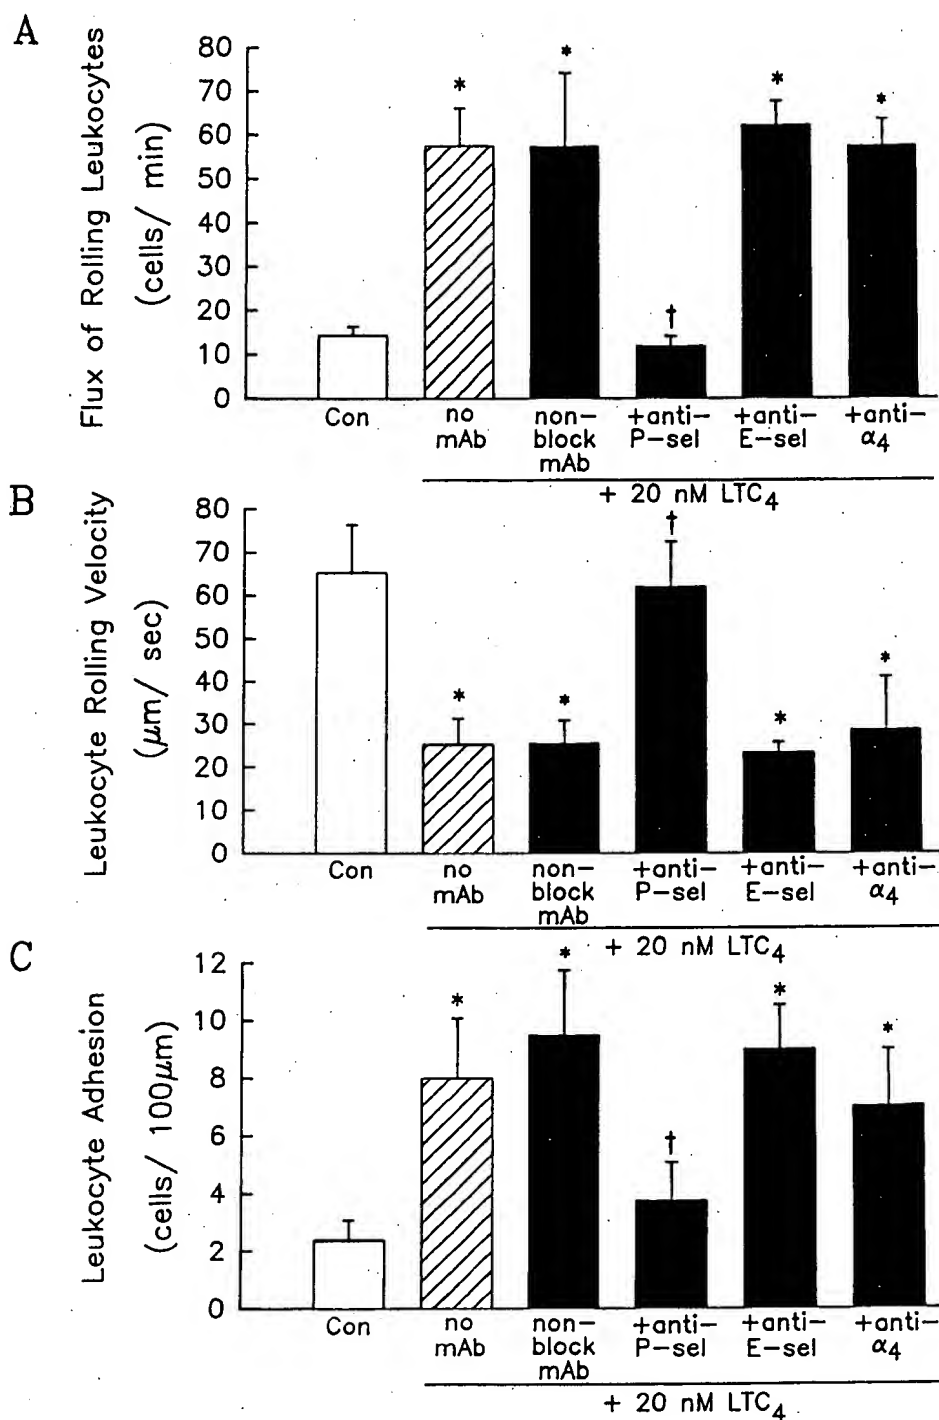 A
Flux of Rolling Leukocytes
(cells/ min)
80
70
60
50
40
30
20
10
0
* * † * *
Con no mAb non-block mAb +anti-P-sel +anti-E-sel +anti-α4
+ 20 nM LTC4
B
Leukocyte Rolling Velocity
(μm/ sec)
80
70
60
50
40
30
20
10
0
* * † * *
Con no mAb non-block mAb +anti-P-sel +anti-E-sel +anti-α4
+ 20 nM LTC4
C
Leukocyte Adhesion
(cells/ 100μm)
12
10
8
6
4
2
0
* * † * *
Con no mAb non-block mAb +anti-P-sel +anti-E-sel +anti-α4
+ 20 nM LTC4